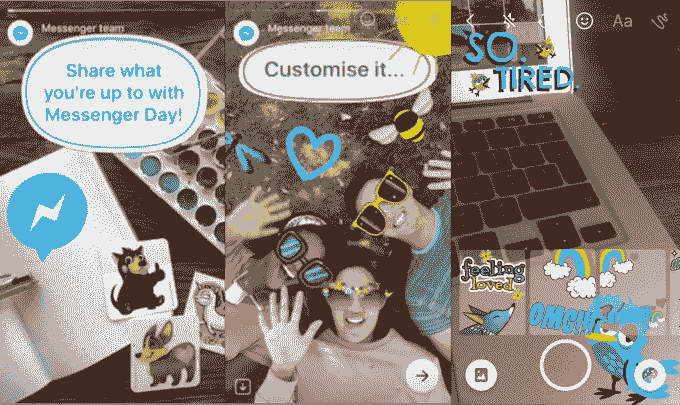 Messenger team
Share what
you're up to with
Messenger Day!
Messenger team
Customise it...
Aa
SO.
TIRED.
feeling
loved
OMG!